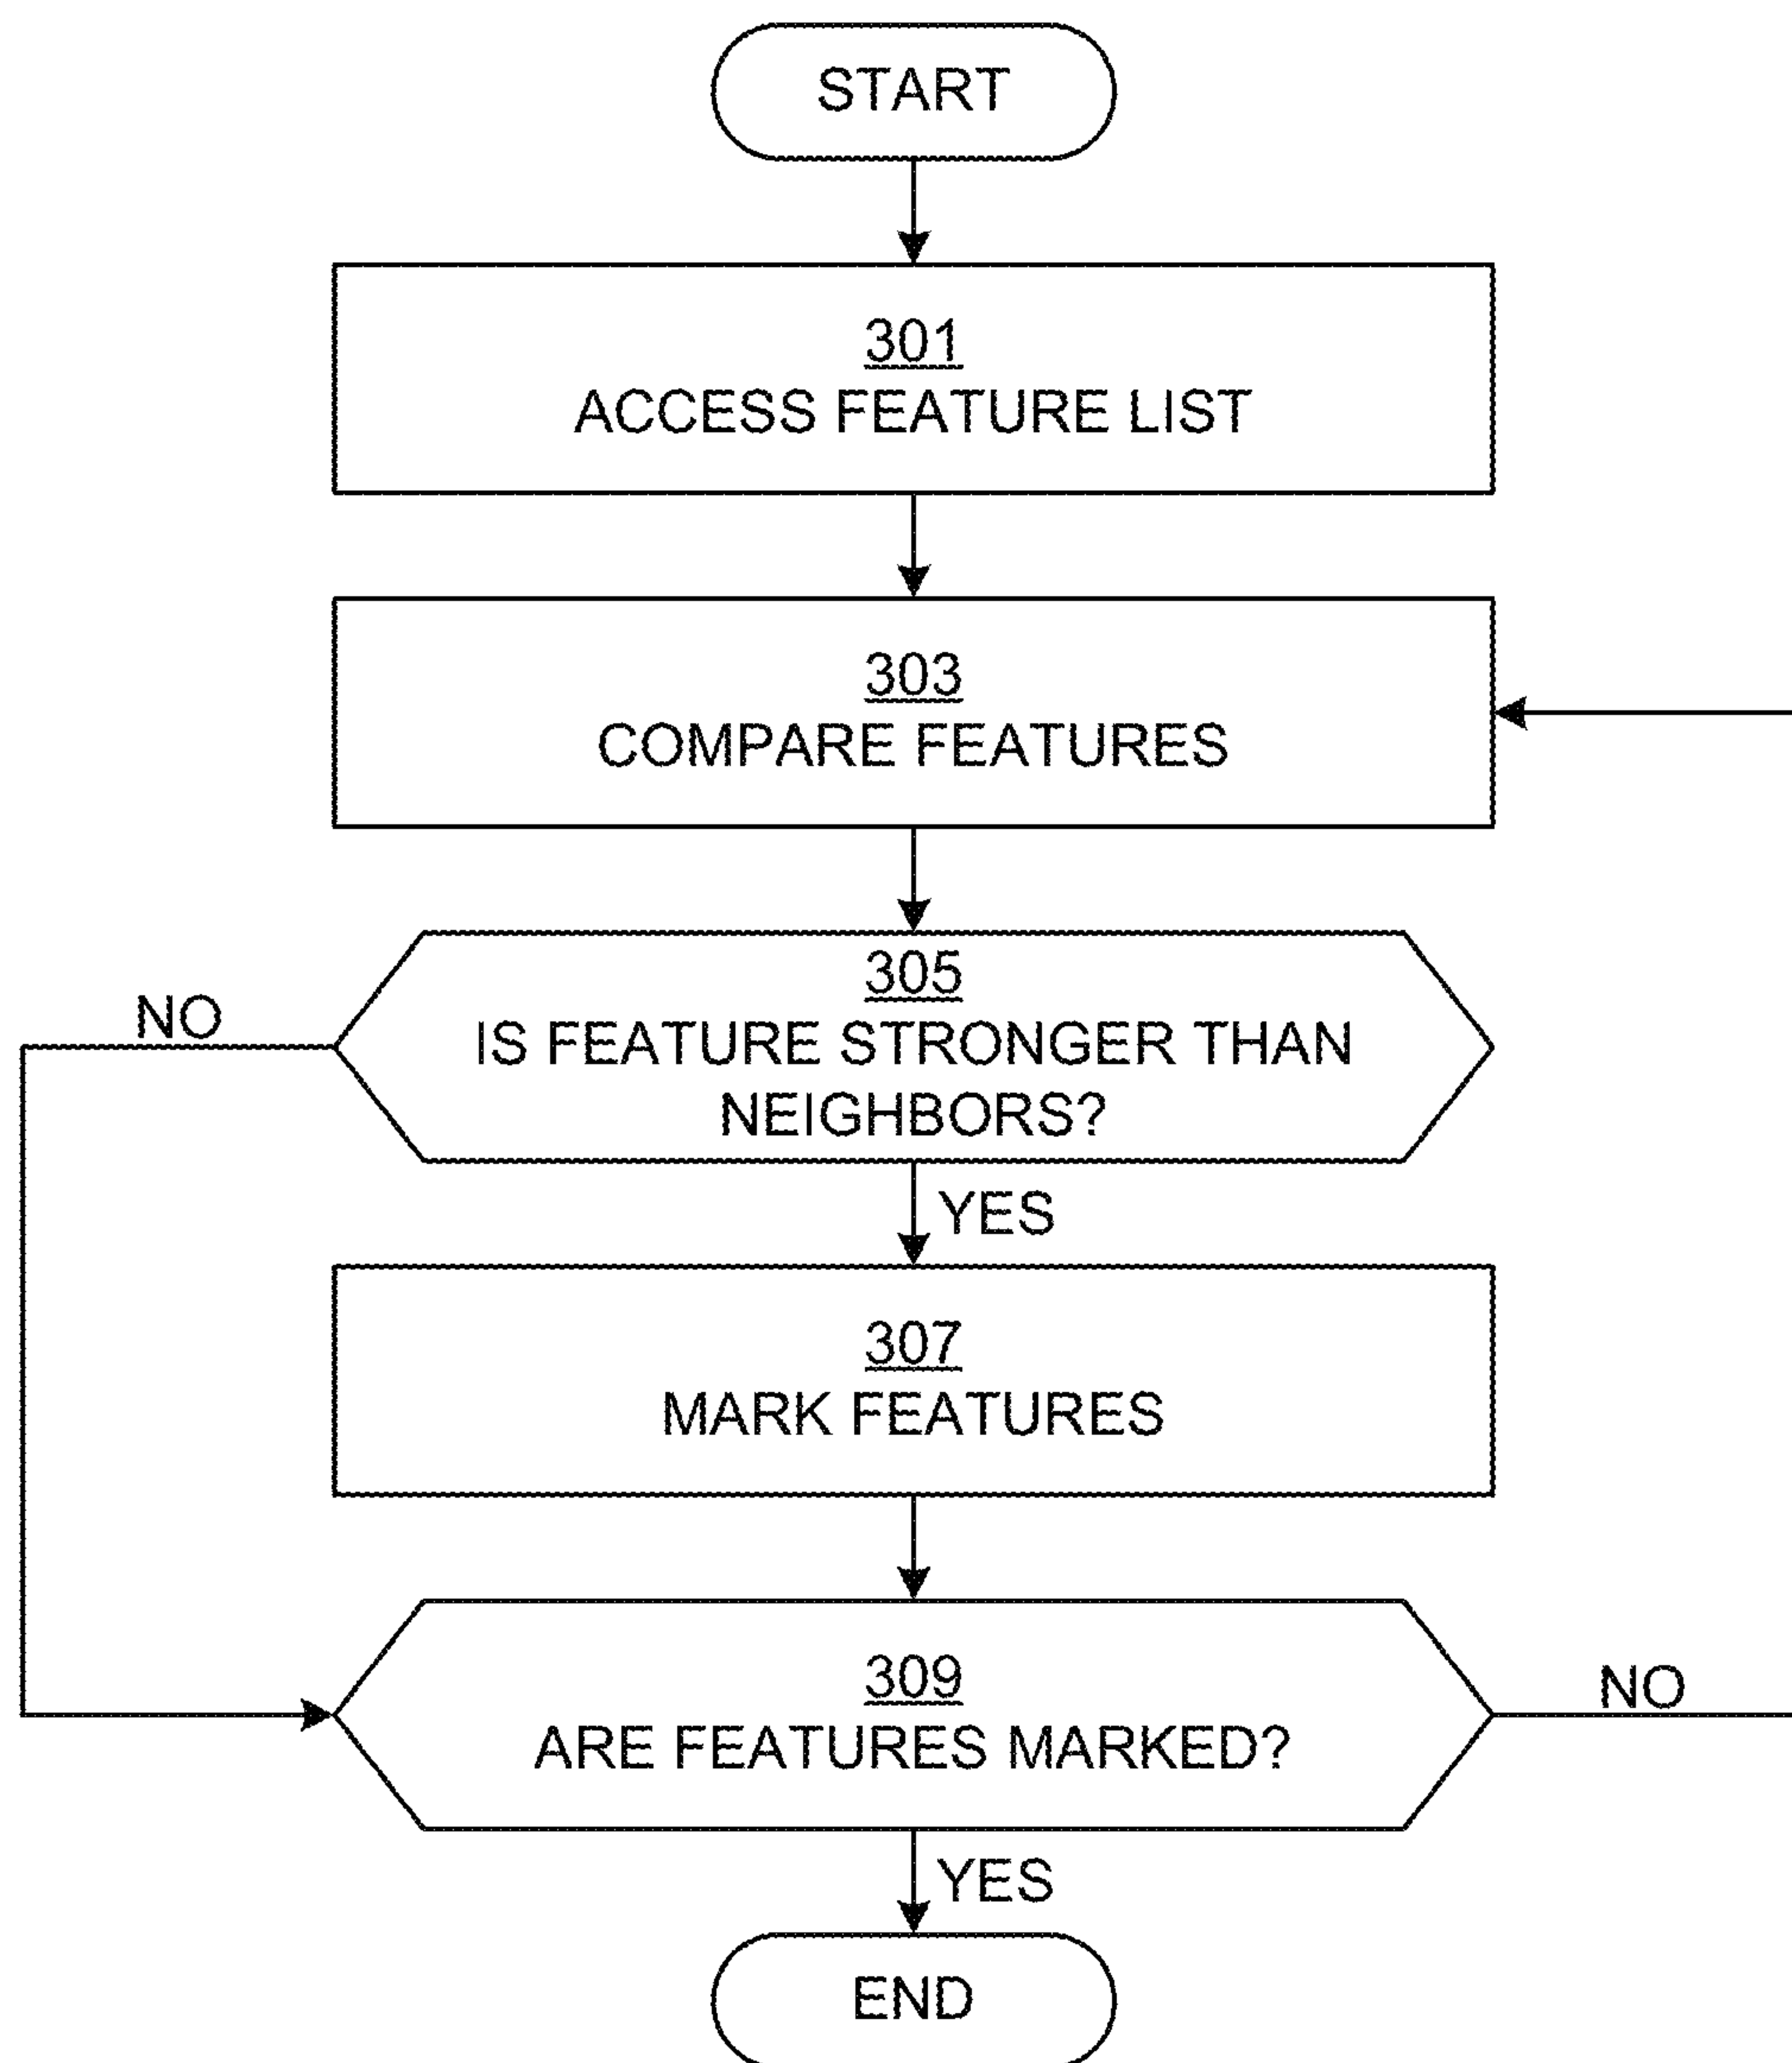 START
301
ACCESS FEATURE LIST
303
COMPARE FEATURES
305
NO
IS FEATURE STRONGER THAN
NEIGHBORS?
YES
307
MARK FEATURES
309
NO
ARE FEATURES MARKED?
YES
END